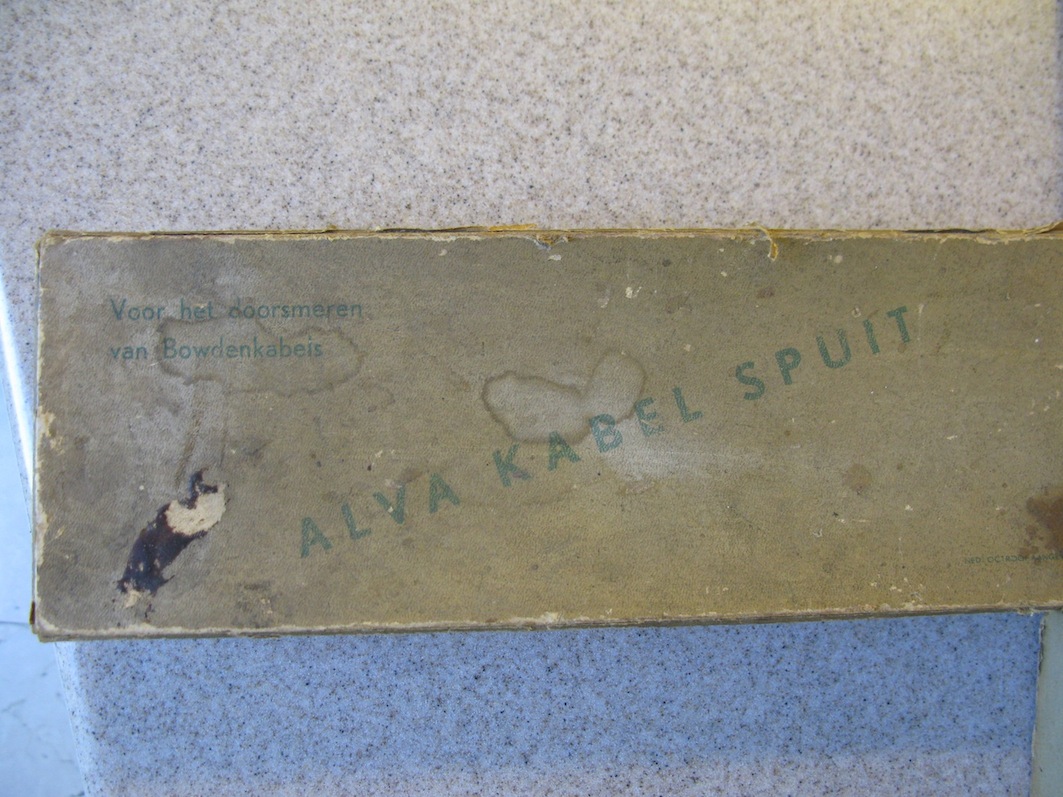 Voor het doorsmeren
van Bowdenkabels
ALVA KABEL SPUIT